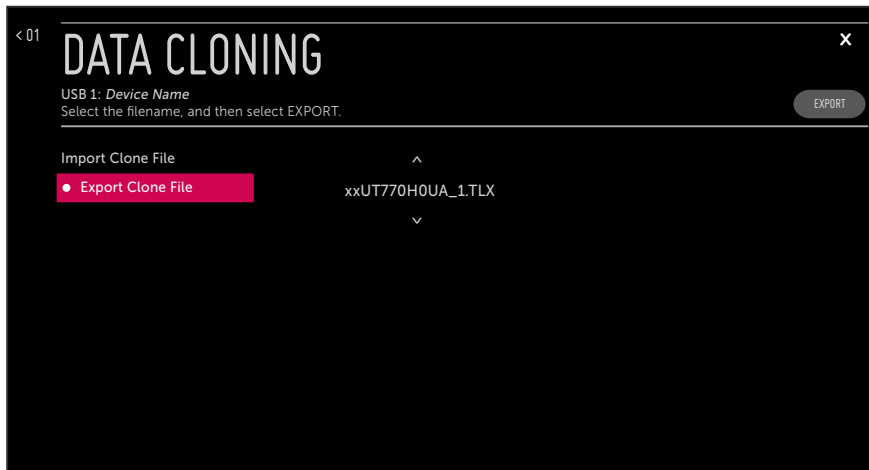 < 01
DATA CLONING
X
USB 1: Device Name
Select the filename, and then select EXPORT.
EXPORT
Import Clone File
Export Clone File
xxUT770H0UA_1.TLX